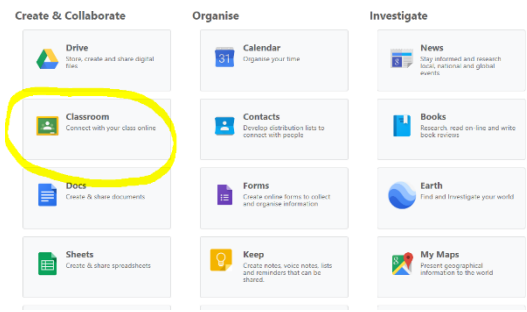 Create & Collaborate
Organise
Investigate
Drive
Store, create and share digital
files
Calendar
31
Organise your time
News
Stay informed and research
local, national and global
events
Classroom
Connect with your class online
Contacts
Develop distribution lists to
connect with people
Books
Research, read on-line and write
book reviews
Docs
Create & share documents
Forms
Create online forms to collect
and organise information
Earth
Find and Investigate your world
Sheets
Create & share spreadsheets
Keep
Create notes, voice notes, lists
and reminders that can be
shared.
My Maps
Present geographical
information to the world